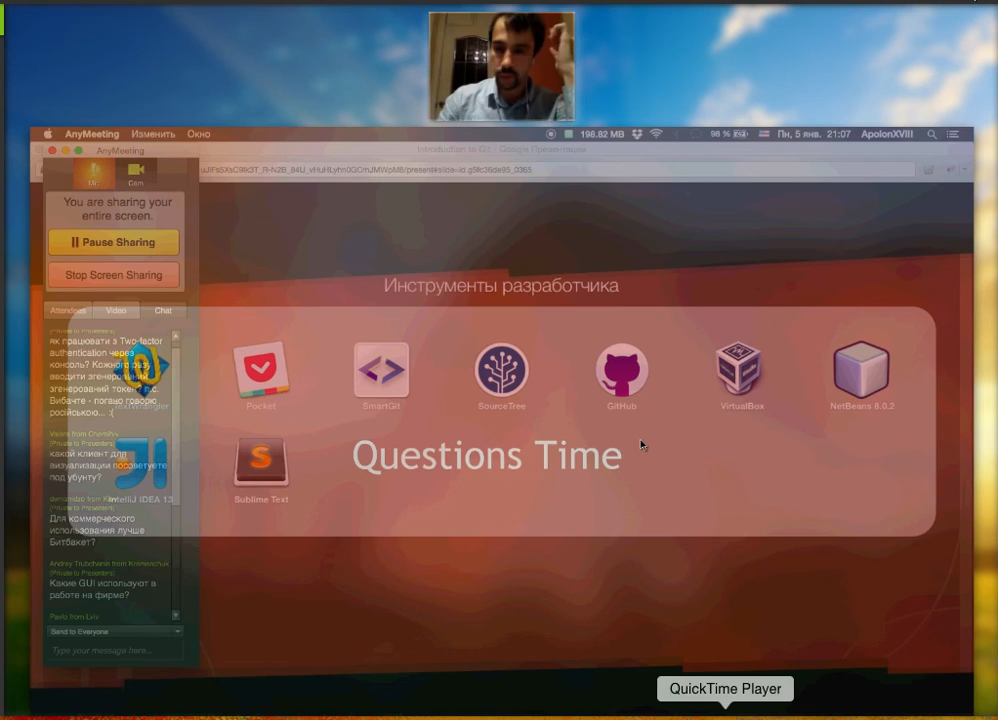 AnyMeeting Изменить Окно
198.82 MB 98 % Пн, 5 янв. 21:07 ApolonXVIII
AnyMeeting
Introduction to Git - Google Презентации
Mic Cam
You are sharing your
entire screen.
Pause Sharing
Stop Screen Sharing
Attendees Video Chat
Инструменты разработчика
(Private to Presenters)
як працювати з Two-factor
authentication через
консоль? Кожного разу
вводити згенерований
згенерований токен? п.с.
Вибачте - погано говорю
російською... :(
TextWrangler
Pocket
SmartGit
SourceTree
GitHub
VirtualBox
NetBeans 8.0.2
(Private to Presenters)
какой клиент для
визуализации посоветуете
под убунту?
Questions Time
IntelliJ IDEA 13
Sublime Text
(Private to Presenters)
Для коммерческого
использования лучше
Битбакет?
Andrey Trubchanin from Kremenchuk
(Private to Presenters)
Какие GUI используют в
работе на фирме?
Pavlo from Lviv
Send to Everyone
Type your message here...
QuickTime Player